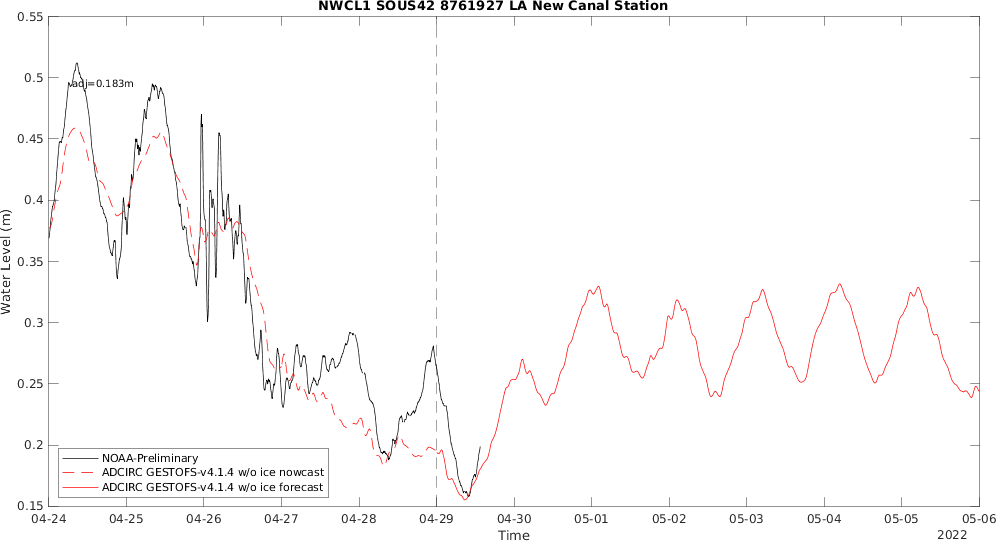 NWCL1 SOUS42 8761927 LA New Canal Station
0.55
0.5
0.45
0.4
0.35
0.3
0.25
0.2
0.15
Water Level (m)
adj=0.183m
NOAA-Preliminary
ADCIRC GESTOFS-v4.1.4 w/o ice nowcast
ADCIRC GESTOFS-v4.1.4 w/o ice forecast
04-24 04-25 04-26 04-27 04-28 04-29 04-30 05-01 05-02 05-03 05-04 05-05 05-06
Time
2022